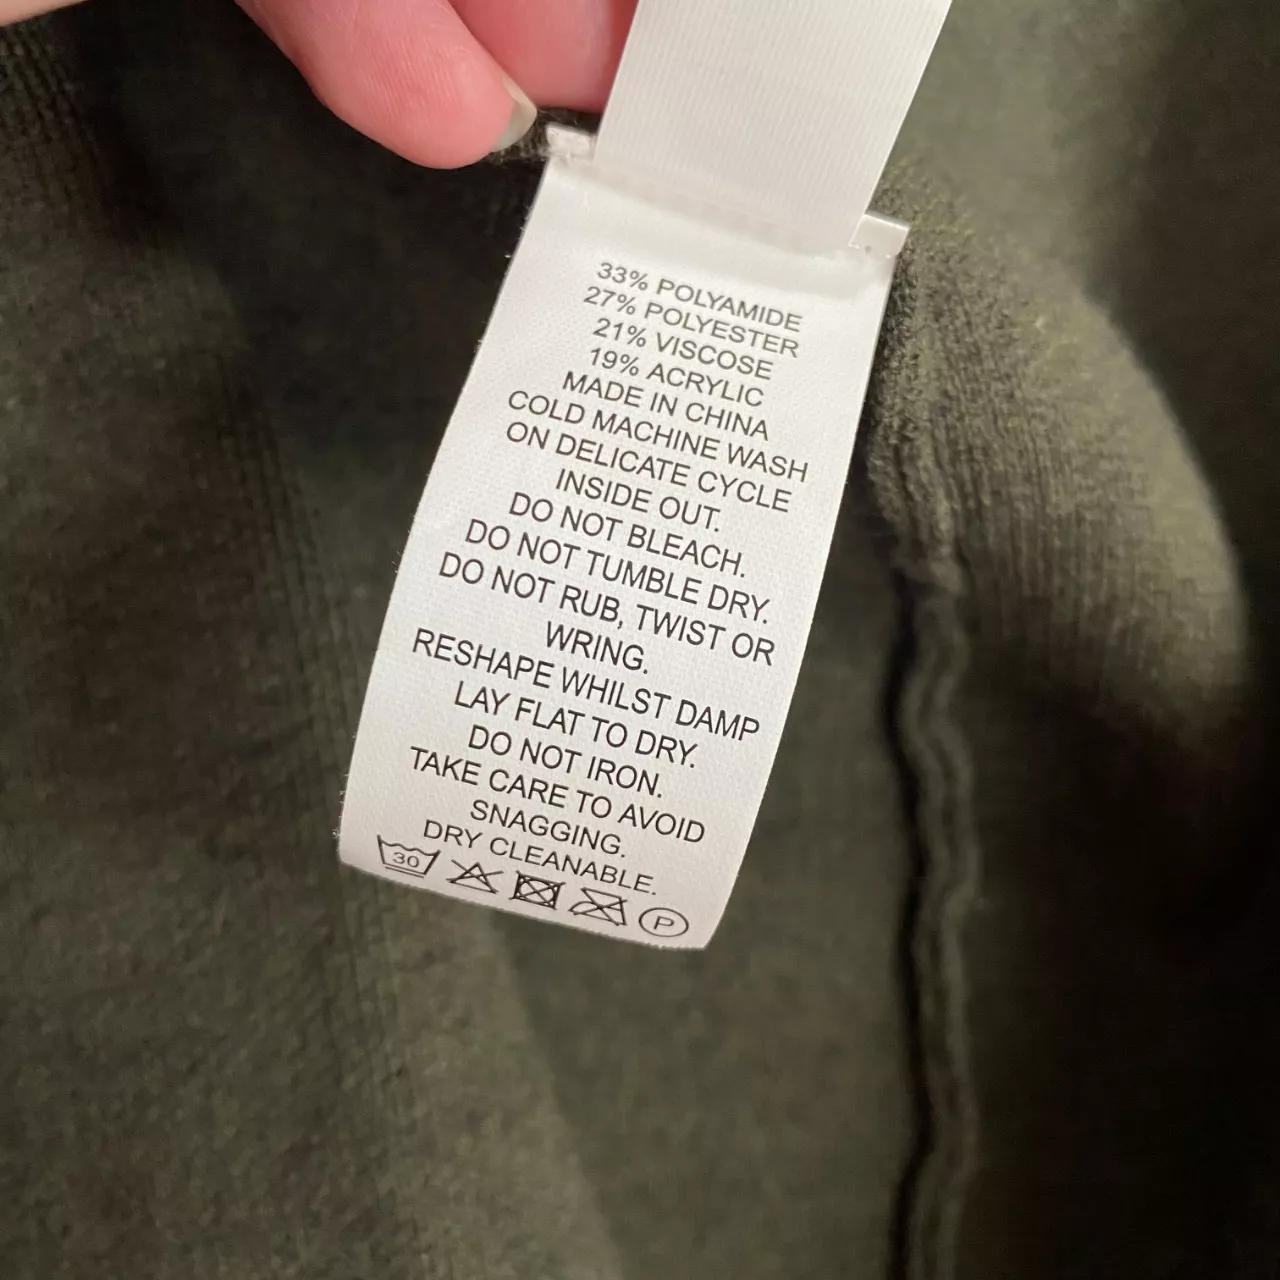 33% POLYAMIDE
27% POLYESTER
21% VISCOSE
19% ACRYLIC
MADE IN CHINA
COLD MACHINE WASH
ON DELICATE CYCLE
INSIDE OUT.
DO NOT BLEACH.
DO NOT TUMBLE DRY.
DO NOT RUB, TWIST OR
WRING.
RESHAPE WHILST DAMP
LAY FLAT TO DRY.
DO NOT IRON.
TAKE CARE TO AVOID
SNAGGING.
DRY CLEANABLE.
30 P